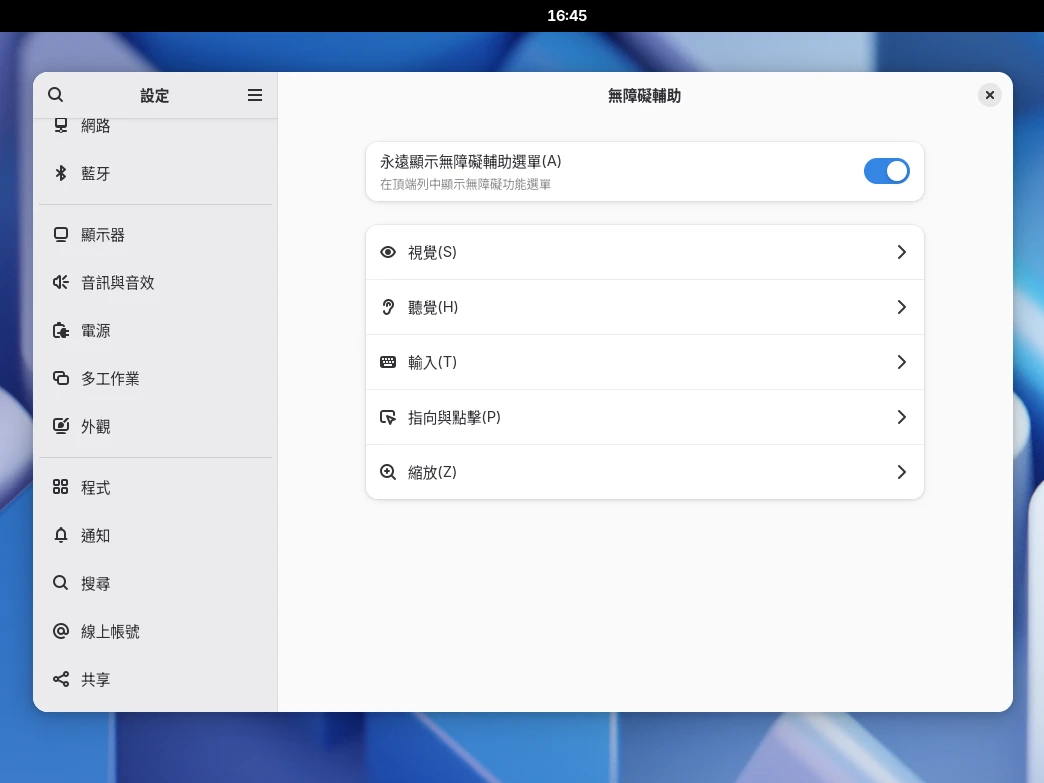 16:45
設定
網路
藍牙
顯示器
音訊與音效
電源
多工作業
外觀
程式
通知
搜尋
線上帳號
共享
無障礙輔助
永遠顯示無障礙輔助選單(A)
在頂端列中顯示無障礙功能選單
視覺(S)
聽覺(H)
輸入(T)
指向與點擊(P)
縮放(Z)